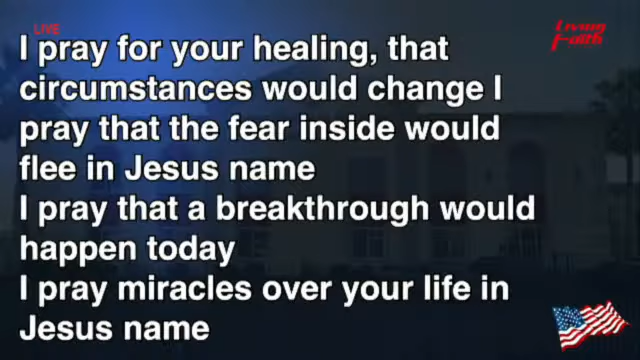 LIVE
Living
Faith
I pray for your healing, that
circumstances would change I
pray that the fear inside would
flee in Jesus name
I pray that a breakthrough would
happen today
I pray miracles over your life in
Jesus name